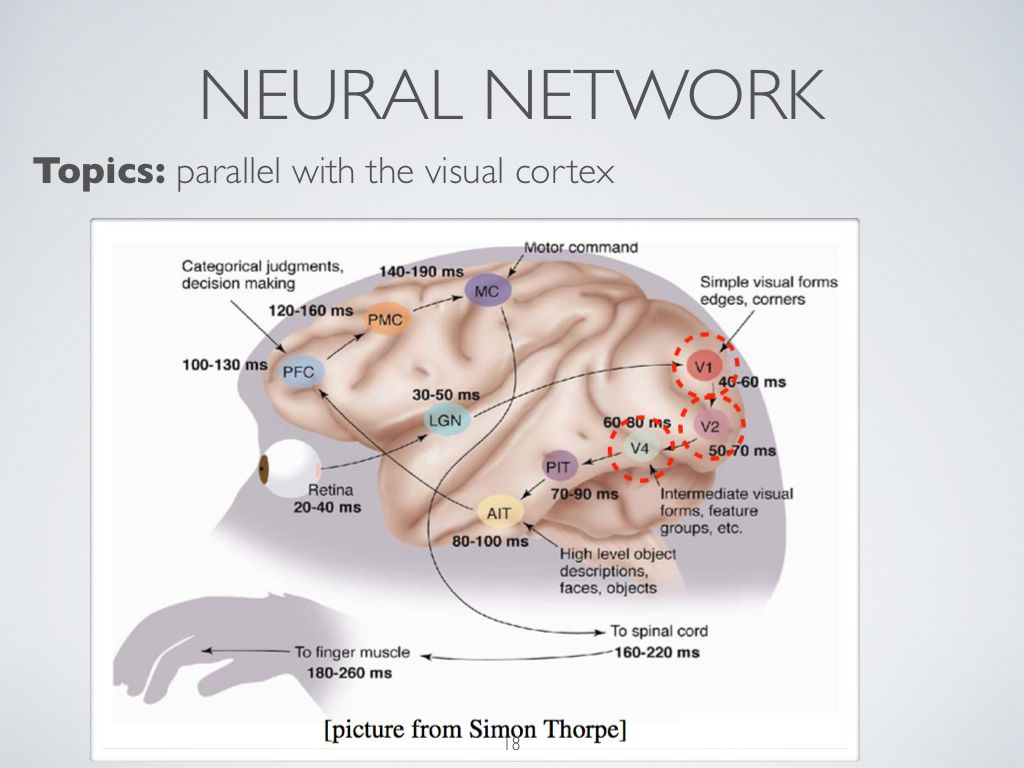 NEURAL NETWORK
Topics: parallel with the visual cortex
Motor command
Categorical judgments,
decision making
140-190 ms
Simple visual forms
edges, corners
MC
120-160 ms
PMC
100-130 ms
PFC
V1
40-60 ms
30-50 ms
LGN
60-80 ms
V2
V4
50-70 ms
PIT
70-90 ms
Retina
20-40 ms
Intermediate visual
forms, feature
groups, etc.
AIT
80-100 ms
High level object
descriptions,
faces, objects
To spinal cord
160-220 ms
To finger muscle
180-260 ms
[picture from Simon Thorpe]
18